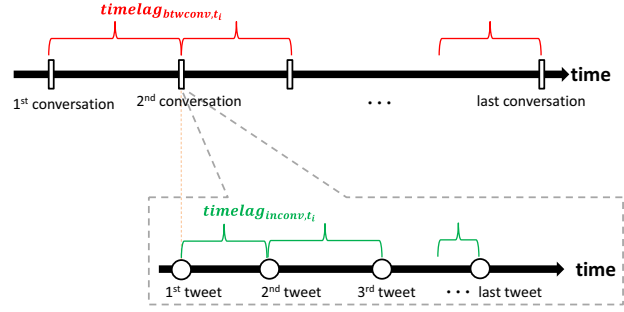 timelag_btwconv,t_i
time
1st conversation 2nd conversation ... last conversation
timelag_inconv,t_i
time
1st tweet 2nd tweet 3rd tweet ... last tweet